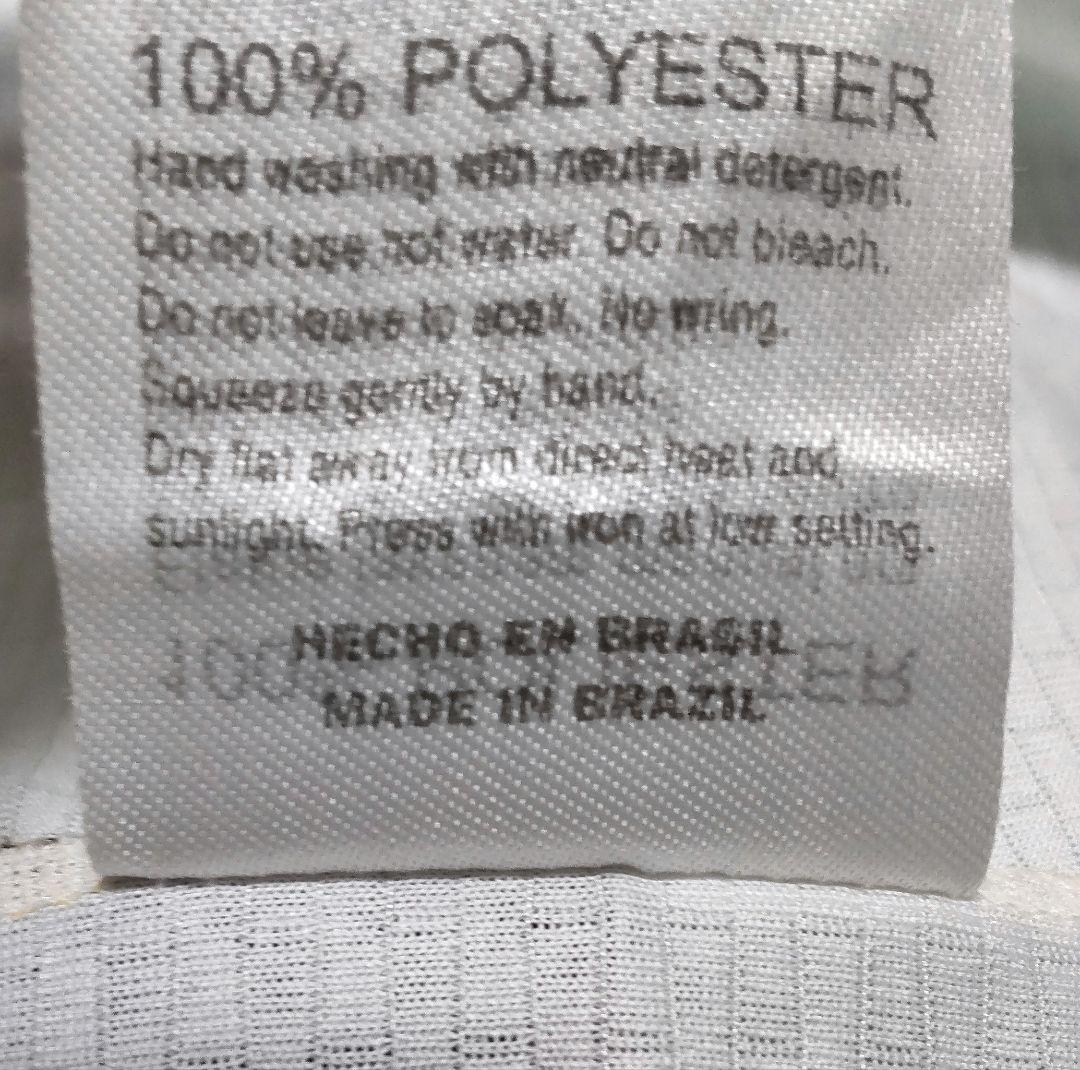 100% POLYESTER
Hand washing with neutral detergent.
Do not use hot water. Do not bleach.
Do not leave to soak. No wring.
Squeeze gently by hand.
Dry flat away from direct heat and
sunlight. Press with iron at low setting.
HECHO EN BRASIL
MADE IN BRAZIL